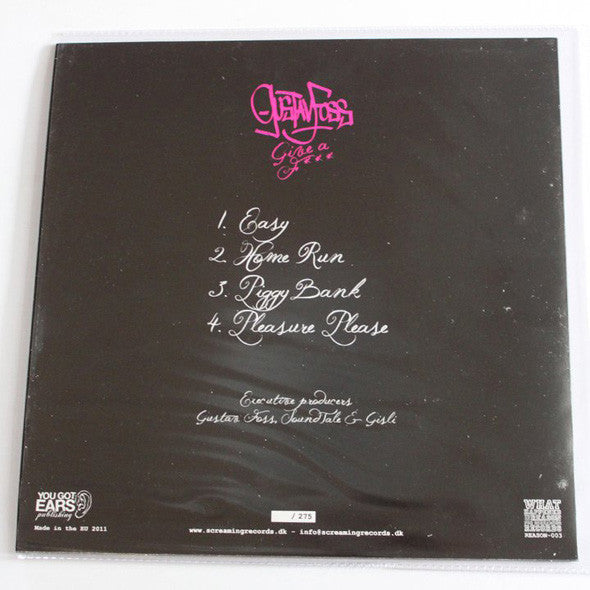 Gustav Foss
Give a
F***
1. Easy
2. Home Run
3. Piggy Bank
4. Pleasure Please
Executive producers
Gustav Foss, SoundTale & Gisli
YOU GOT
EARS
publishing
Made in the EU 2011
/ 275
www.screamingrecords.dk - info@screamingrecords.dk
WHAT
HAPPENED
RECORDS
REASON-003